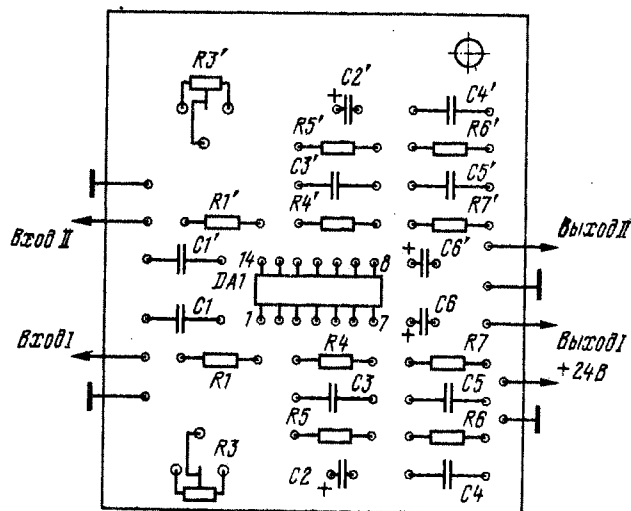 R3'
C2'
C4'
R5'
R6'
C3'
C5'
R1'
R4'
R7'
Вход II
Выход II
C1'
14
8
C6'
DA1
C1
C6
1
7
Вход I
Выход I
R4
R7
+24В
R1
C3
C5
R3
R5
R6
C2
C4
+
+
+
+